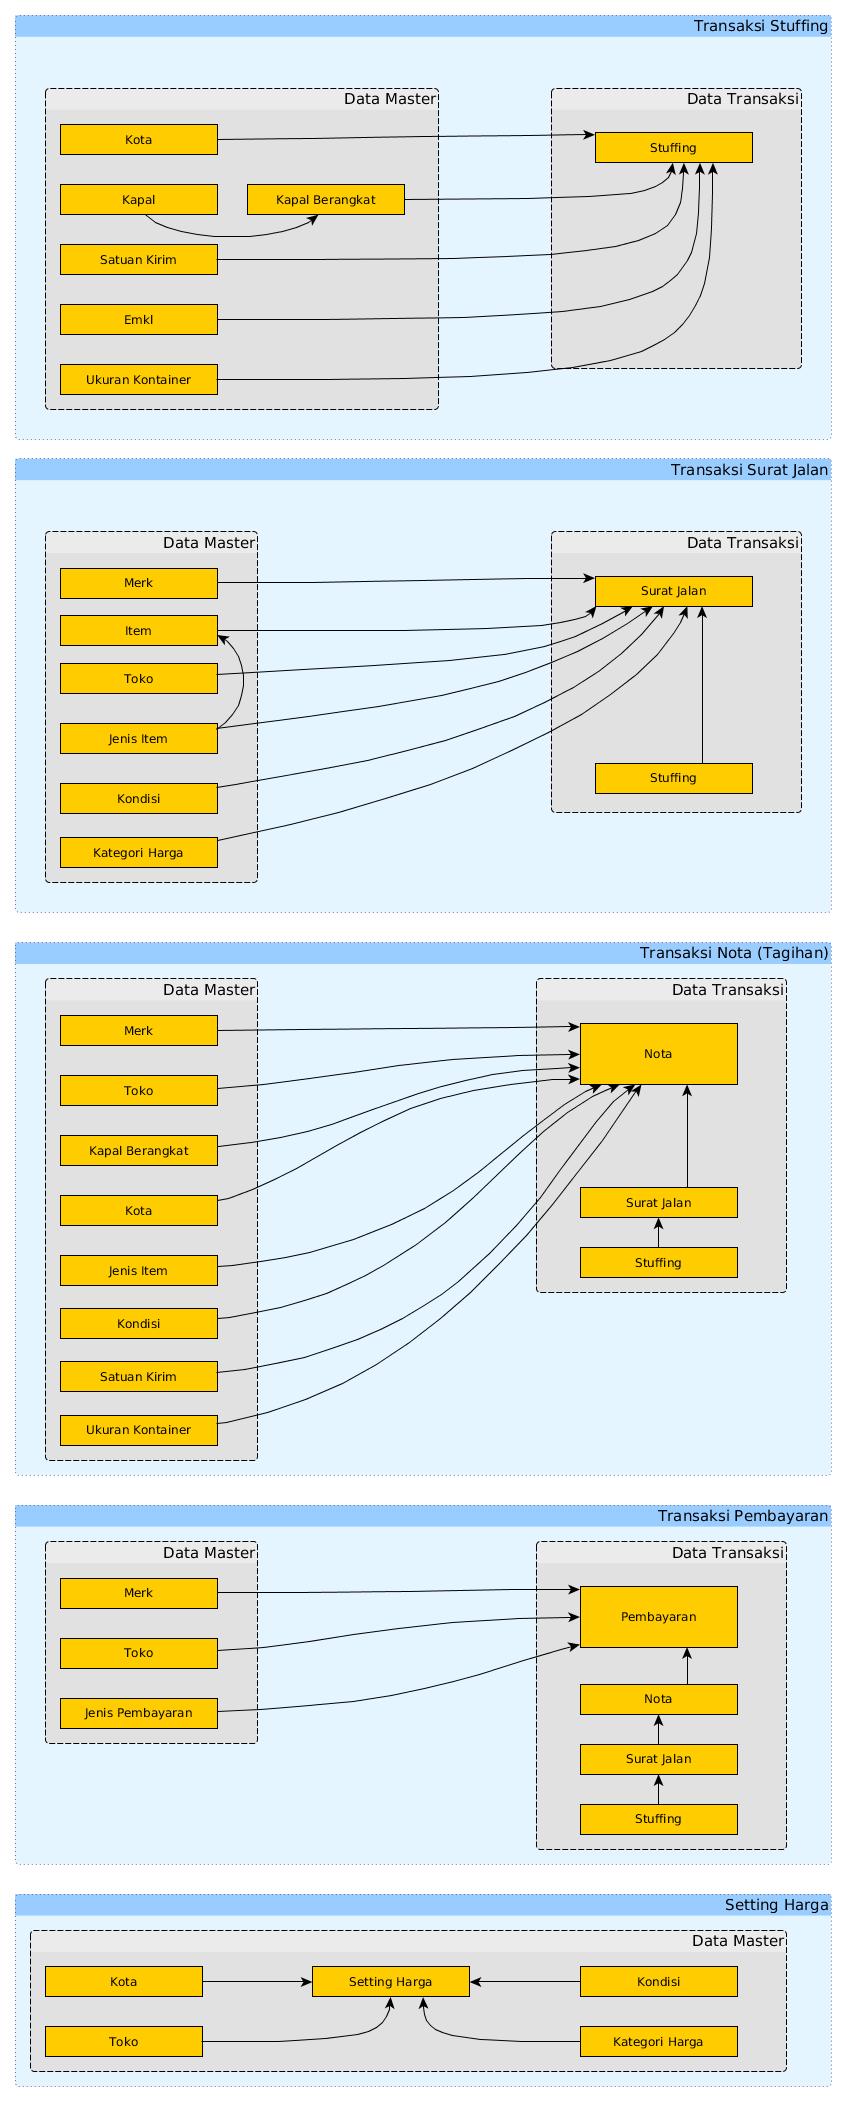 Transaksi Stuffing
Data Master
Data Transaksi
Kota
Stuffing
Kapal
Kapal Berangkat
Satuan Kirim
Emkl
Ukuran Kontainer
Transaksi Surat Jalan
Data Master
Data Transaksi
Merk
Surat Jalan
Item
Toko
Jenis Item
Stuffing
Kondisi
Kategori Harga
Transaksi Nota (Tagihan)
Data Master
Data Transaksi
Merk
Nota
Toko
Kapal Berangkat
Surat Jalan
Kota
Stuffing
Jenis Item
Kondisi
Satuan Kirim
Ukuran Kontainer
Transaksi Pembayaran
Data Master
Data Transaksi
Merk
Pembayaran
Toko
Nota
Jenis Pembayaran
Surat Jalan
Stuffing
Setting Harga
Data Master
Kota
Setting Harga
Kondisi
Toko
Kategori Harga